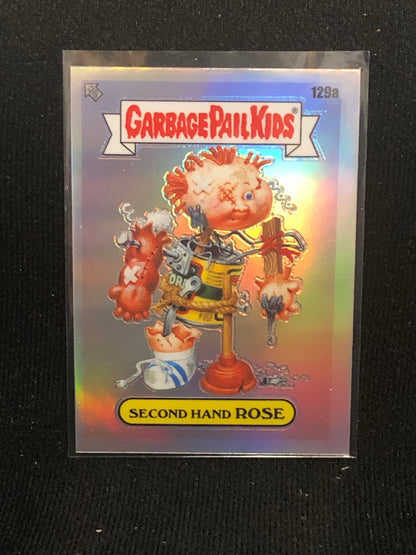 129a
GARBAGE PAIL KIDS
SECOND HAND ROSE